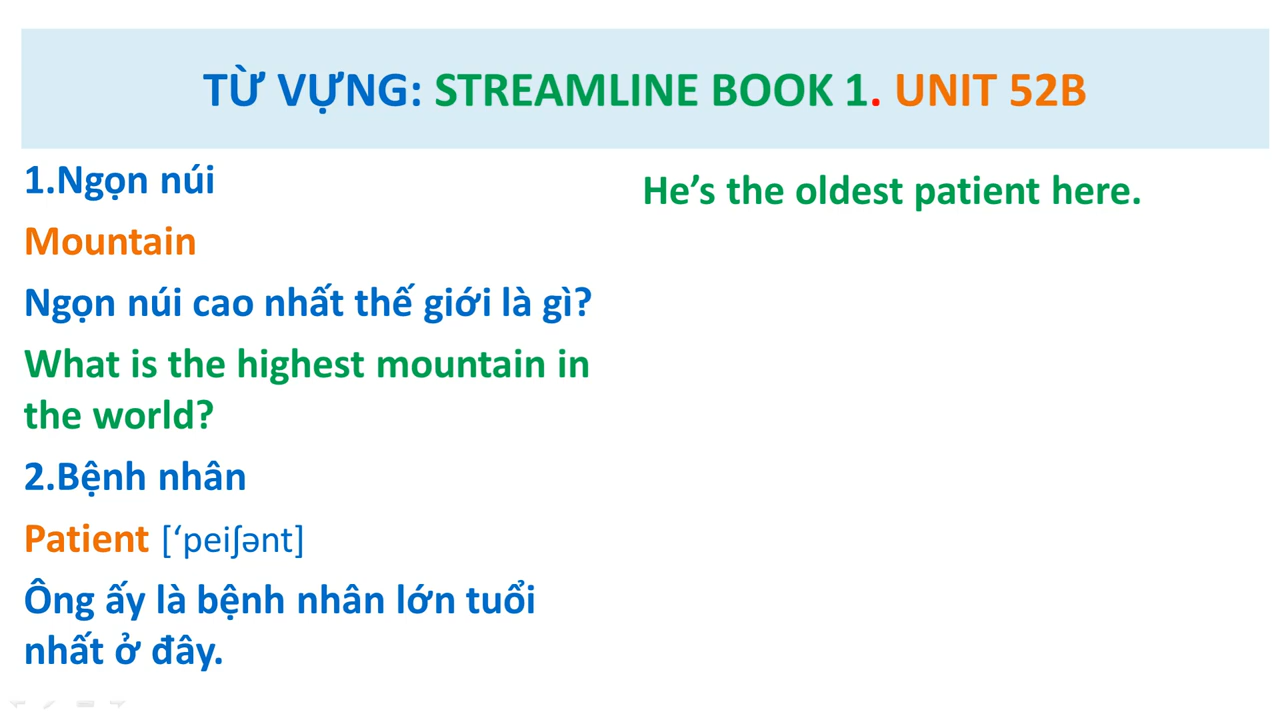 TỪ VỰNG: STREAMLINE BOOK 1. UNIT 52B
1.Ngọn núi
Mountain
Ngọn núi cao nhất thế giới là gì?
What is the highest mountain in
the world?
2.Bệnh nhân
Patient [‘peiʃənt]
Ông ấy là bệnh nhân lớn tuổi
nhất ở đây.
He’s the oldest patient here.